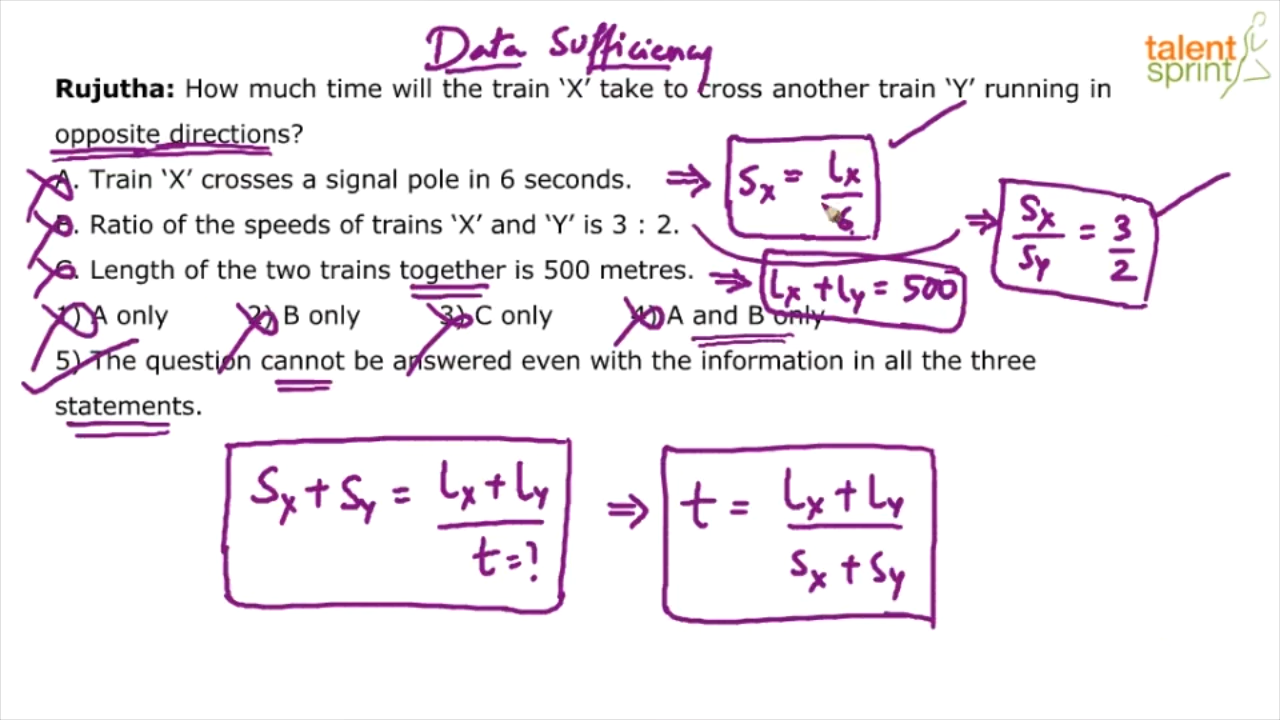 Data Sufficiency
talent
sprint
Rujutha: How much time will the train ‘X’ take to cross another train ‘Y’ running in
opposite directions?
A. Train ‘X’ crosses a signal pole in 6 seconds.
⇒ Sx = Lx/6
B. Ratio of the speeds of trains ‘X’ and ‘Y’ is 3 : 2.
⇒ Sx/Sy = 3/2
C. Length of the two trains together is 500 metres.
⇒ Lx + Ly = 500
1) A only 2) B only 3) C only 4) A and B only
5) The question cannot be answered even with the information in all the three
statements.
Sx + Sy = Lx + Ly / t = ? ⇒ t = Lx + Ly / Sx + Sy